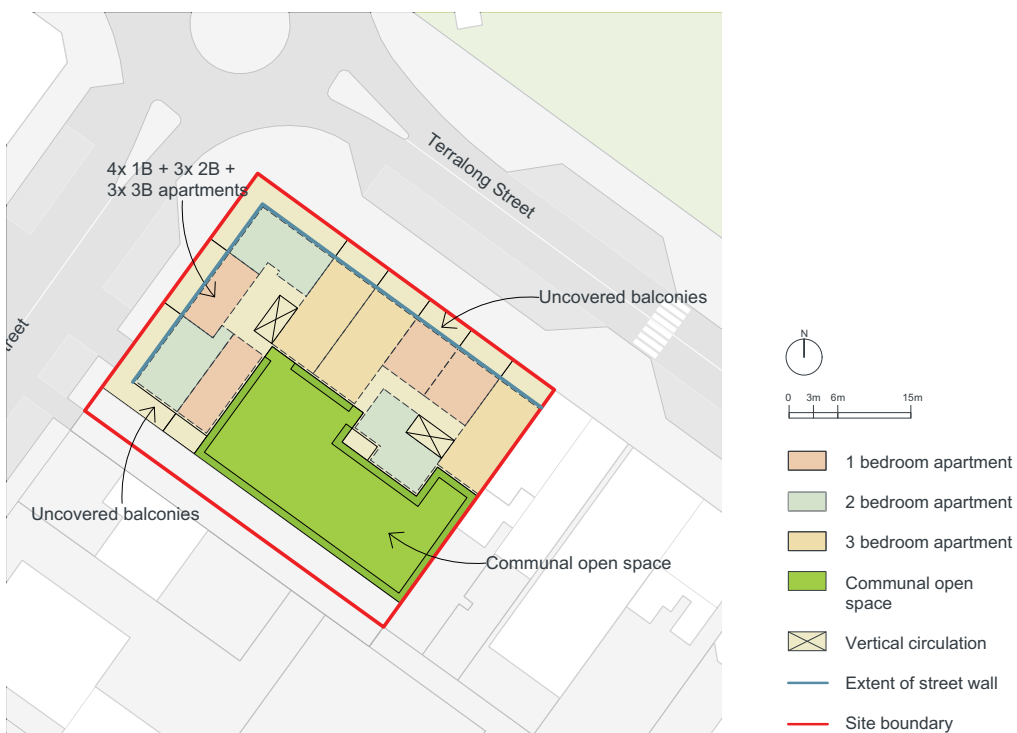 Terralong Street
4x 1B + 3x 2B +
3x 3B apartments
Uncovered balconies
Uncovered balconies
Communal open space
N
0 3m 6m 15m
1 bedroom apartment
2 bedroom apartment
3 bedroom apartment
Communal open
space
Vertical circulation
Extent of street wall
Site boundary